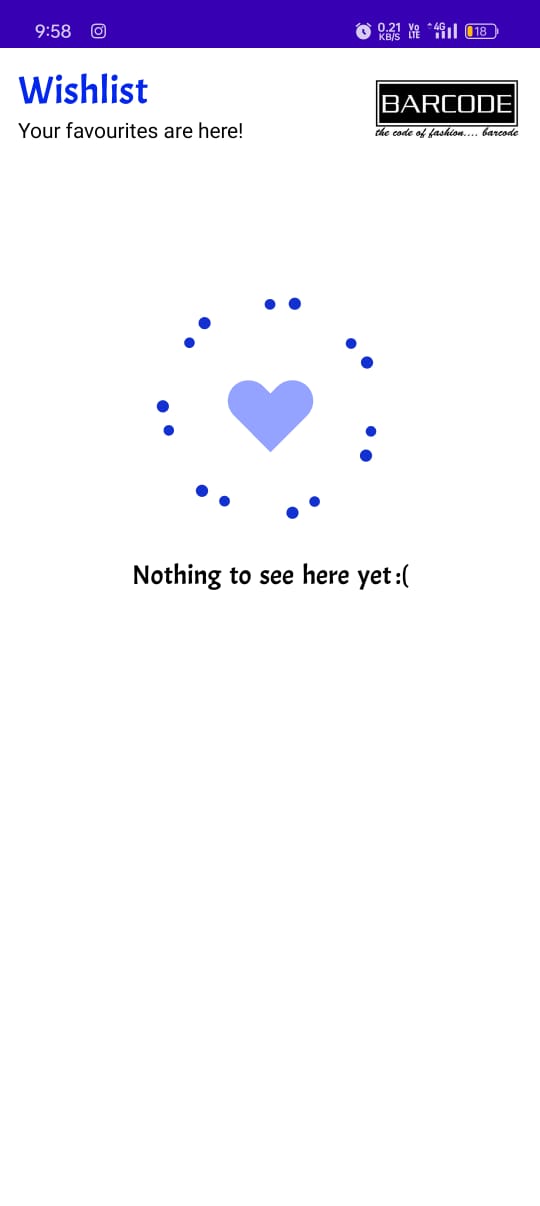 9:58
0.21 KB/S
Vo LTE
4G
18
Wishlist
Your favourites are here!
BARCODE
the code of fashion.... barcode
Nothing to see here yet :(